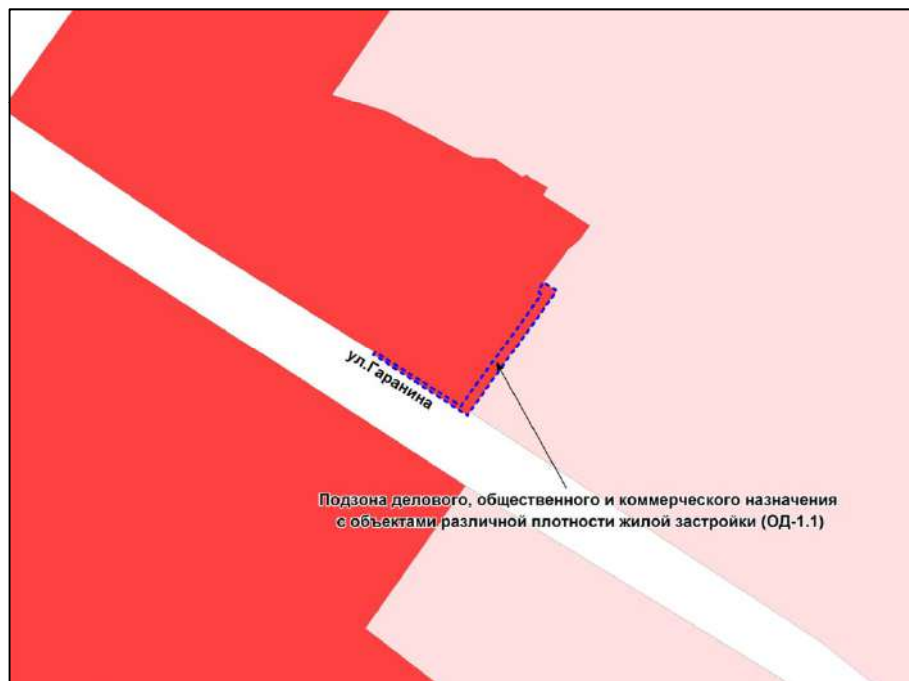 ул.Гаранина
Подзона делового, общественного и коммерческого назначения
с объектами различной плотности жилой застройки (ОД-1.1)